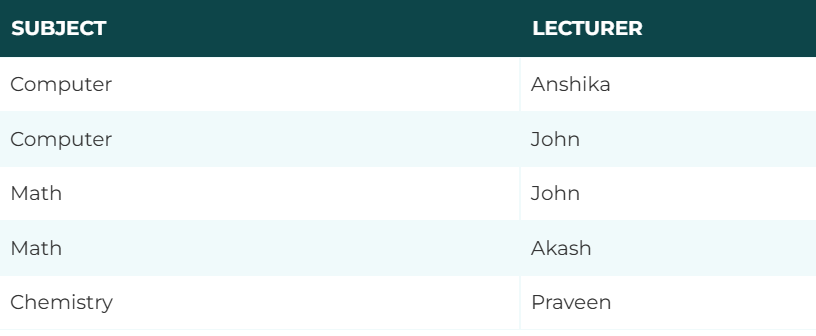 SUBJECT LECTURER
Computer Anshika
Computer John
Math John
Math Akash
Chemistry Praveen